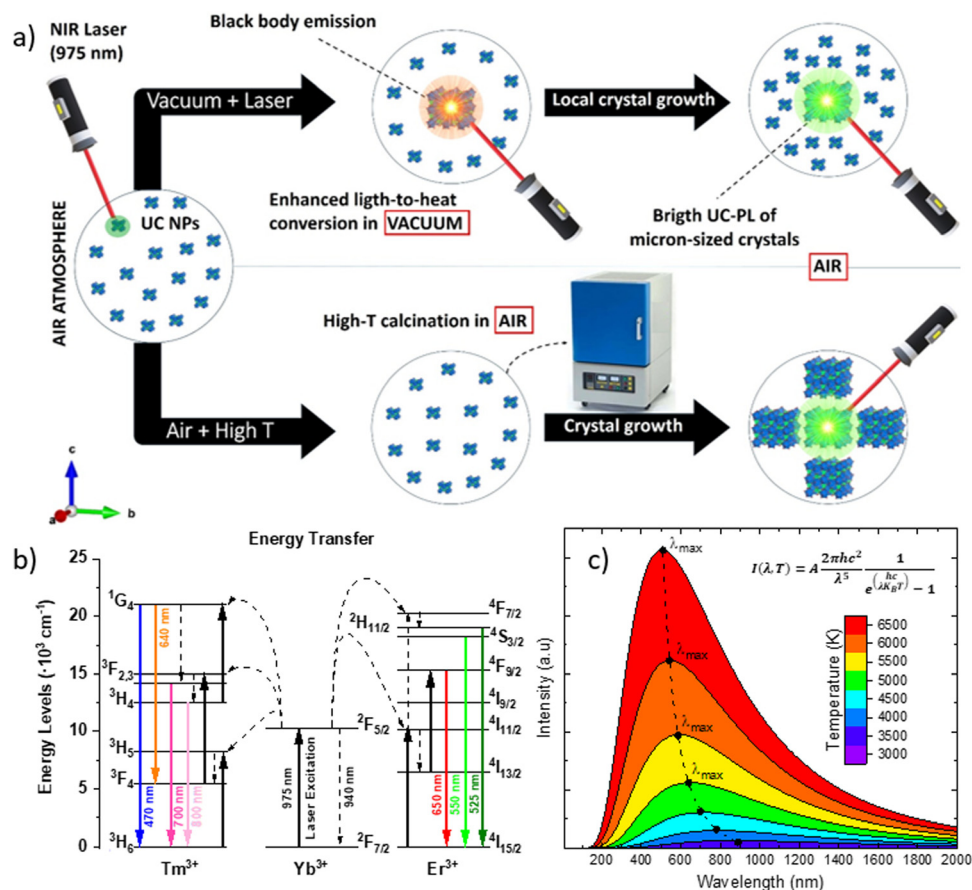 a)
NIR Laser
(975 nm)
Black body emission
Vacuum + Laser
Local crystal growth
AIR ATMOSPHERE
UC NPs
Enhanced ligth-to-heat
conversion in VACUUM
Brigth UC-PL of
micron-sized crystals
AIR
High-T calcination in AIR
Air + High T
Crystal growth
c
a
b
b)
Energy Transfer
Energy Levels (·10³ cm⁻¹)
25
20
15
10
5
0
¹G₄
³F₂,₃
³H₄
³H₅
³F₄
³H₆
640 nm
470 nm
700 nm
800 nm
Tm³⁺
975 nm
Laser Excitation
940 nm
²F₅/₂
²F₇/₂
Yb³⁺
²H₁₁/₂
⁴F₇/₂
⁴S₃/₂
⁴F₉/₂
⁴I₉/₂
⁴I₁₁/₂
⁴I₁₃/₂
⁴I₁₅/₂
650 nm
550 nm
525 nm
Er³⁺
c)
λmax
λmax
λmax
λmax
I(λ,T) = A 2πhc²/λ⁵ 1/e^(hc/λK_BT) − 1
Temperature (K)
6500
6000
5500
5000
4500
4000
3500
3000
Intensity (a.u)
200 400 600 800 1000 1200 1400 1600 1800 2000
Wavelength (nm)